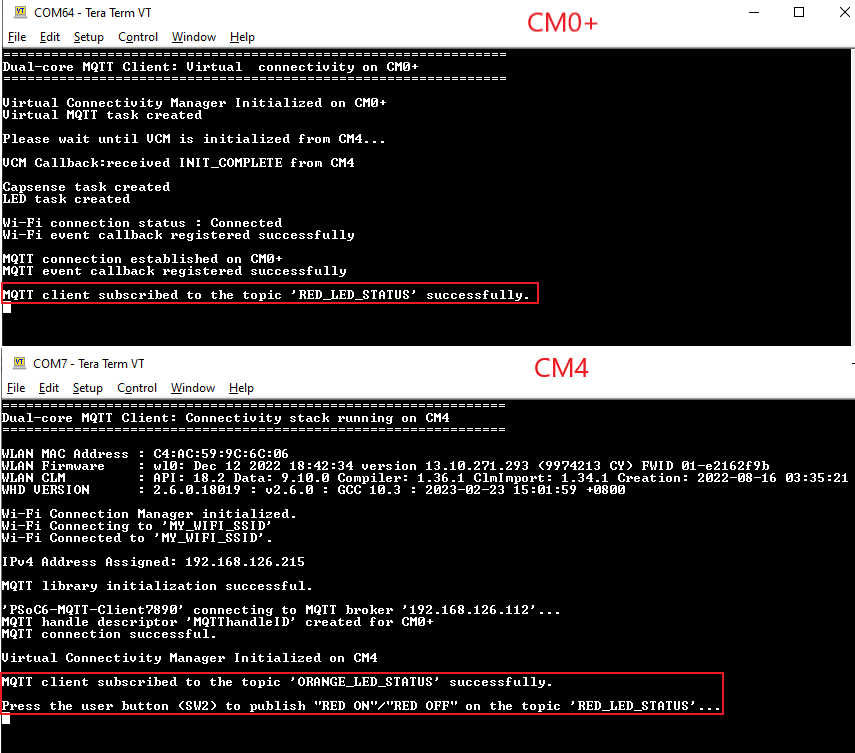 COM64 - Tera Term VT
CM0+
File Edit Setup Control Window Help
===============================================================
Dual-core MQTT Client: Virtual  connectivity on CM0+
===============================================================
Virtual Connectivity Manager Initialized on CM0+
Virtual MQTT task created
Please wait until VCM is initialized from CM4...
VCM Callback:received INIT_COMPLETE from CM4
Capsense task created
LED task created
Wi-Fi connection status : Connected
Wi-Fi event callback registered successfully
MQTT connection established on CM0+
MQTT event callback registered successfully
MQTT client subscribed to the topic 'RED_LED_STATUS' successfully.
COM7 - Tera Term VT
CM4
File Edit Setup Control Window Help
===============================================================
Dual-core MQTT Client: Connectivity stack running on CM4
===============================================================
WLAN MAC Address : C4:AC:59:9C:6C:06
WLAN Firmware    : wl0: Dec 12 2022 18:42:34 version 13.10.271.293 (9974213 CY) FWID 01-e2162f9b
WLAN CLM         : API: 18.2 Data: 9.10.0 Compiler: 1.36.1 ClmImport: 1.34.1 Creation: 2022-08-16 03:35:21
WHD VERSION      : 2.6.0.18019 : v2.6.0 : GCC 10.3 : 2023-02-23 15:01:59 +0800
Wi-Fi Connection Manager initialized.
Wi-Fi Connecting to 'MY_WIFI_SSID'
Wi-Fi Connected to 'MY_WIFI_SSID'.
IPv4 Address Assigned: 192.168.126.215
MQTT library initialization successful.
'PSoC6-MQTT-Client7890' connecting to MQTT broker '192.168.126.112'...
MQTT handle descriptor 'MQTThandleID' created for CM0+
MQTT connection successful.
Virtual Connectivity Manager Initialized on CM4
MQTT client subscribed to the topic 'ORANGE_LED_STATUS' successfully.
Press the user button (SW2) to publish "RED ON"/"RED OFF" on the topic 'RED_LED_STATUS'...